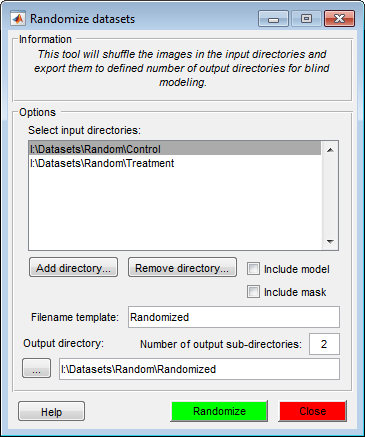 Randomize datasets
Information
This tool will shuffle the images in the input directories and
export them to defined number of output directories for blind
modeling.
Options
Select input directories:
I:\Datasets\Random\Control
I:\Datasets\Random\Treatment
Add directory...
Remove directory...
Include model
Include mask
Filename template:
Randomized
Output directory:
Number of output sub-directories:
2
...
I:\Datasets\Random\Randomized
Help
Randomize
Close